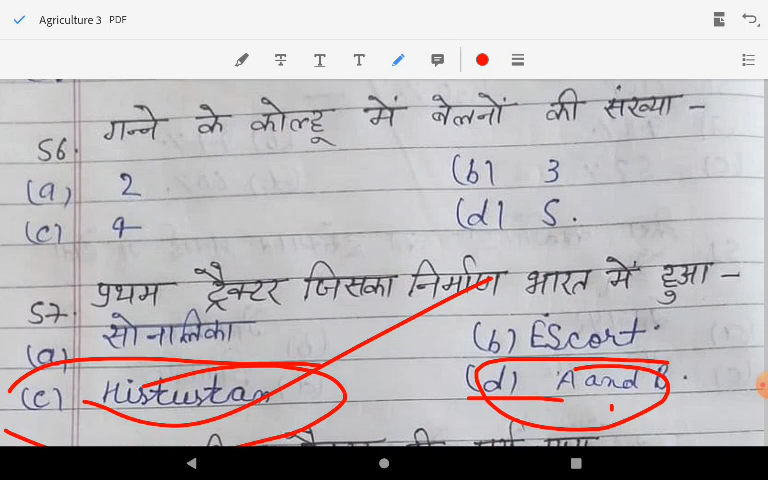 Agriculture 3 PDF
56. गन्ने के कोल्हू में बेलनों की संख्या -
(a) 2 (b) 3
(c) 4 (d) 5.
57. प्रथम ट्रैक्टर जिसका निर्माण भारत में हुआ -
(a) सोनालिका (b) EScort.
(c) Histustan (d) A and B.